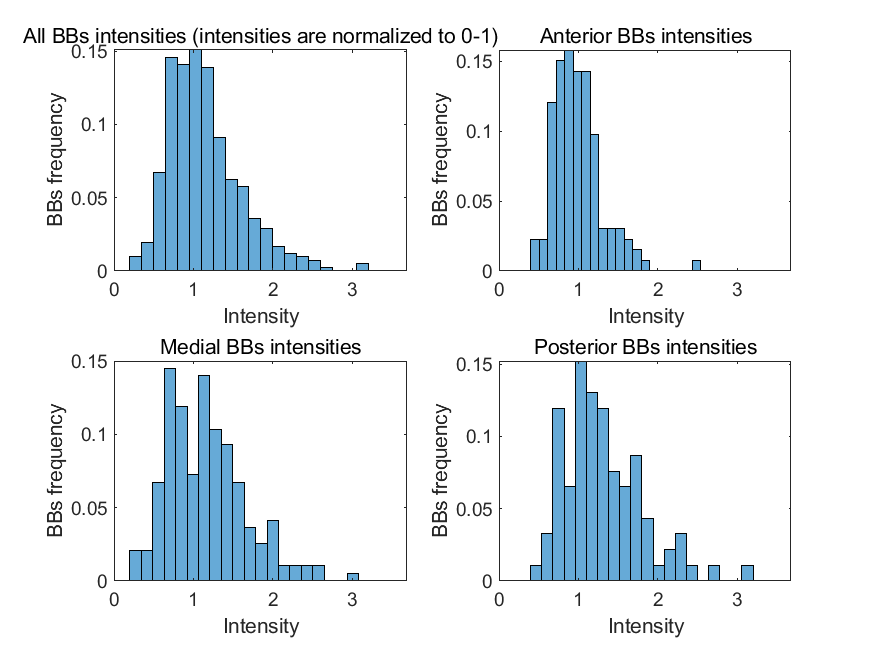 All BBs intensities (intensities are normalized to 0-1)
0.15
0.1
0.05
0
BBs frequency
0 1 2 3
Intensity
Anterior BBs intensities
0.15
0.1
0.05
0
BBs frequency
0 1 2 3
Intensity
Medial BBs intensities
0.15
0.1
0.05
0
BBs frequency
0 1 2 3
Intensity
Posterior BBs intensities
0.15
0.1
0.05
0
BBs frequency
0 1 2 3
Intensity